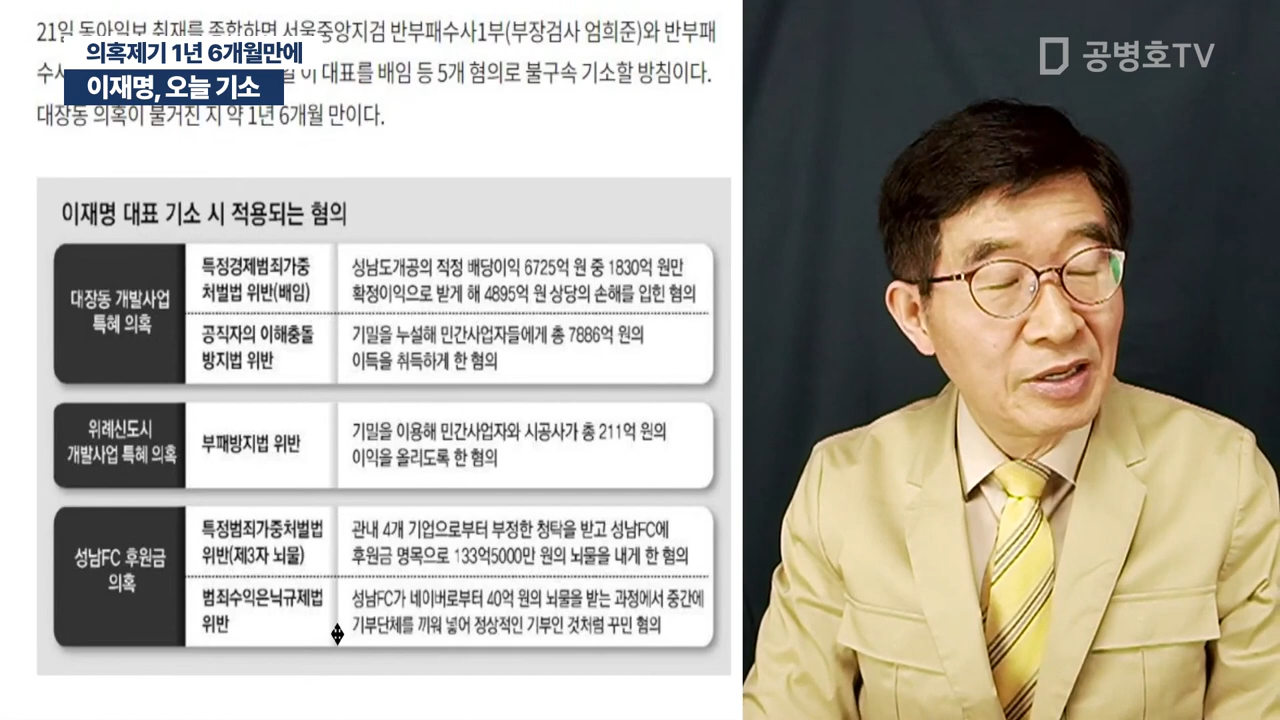 21일 동아일보 취재를 종합하면 서울중앙지검 반부패수사1부(부장검사 엄희준)와 반부패
의혹제기 1년 6개월만에
수사 이 대표를 배임 등 5개 혐의로 불구속 기소할 방침이다.
이재명, 오늘 기소
대장동 의혹이 불거진 지 약 1년 6개월 만이다.
공병호TV
이재명 대표 기소 시 적용되는 혐의
대장동 개발사업
특혜 의혹
특정경제범죄가중
처벌법 위반(배임)
성남도개공의 적정 배당이익 6725억 원 중 1830억 원만
확정이익으로 받게 해 4895억 원 상당의 손해를 입힌 혐의
공직자의 이해충돌
방지법 위반
기밀을 누설해 민간사업자들에게 총 7886억 원의
이득을 취득하게 한 혐의
위례신도시
개발사업 특혜 의혹
부패방지법 위반
기밀을 이용해 민간사업자와 시공사가 총 211억 원의
이익을 올리도록 한 혐의
성남FC 후원금
의혹
특정범죄가중처벌법
위반(제3자 뇌물)
관내 4개 기업으로부터 부정한 청탁을 받고 성남FC에
후원금 명목으로 133억5000만 원의 뇌물을 내게 한 혐의
범죄수익은닉규제법
위반
성남FC가 네이버로부터 40억 원의 뇌물을 받는 과정에서 중간에
기부단체를 끼워 넣어 정상적인 기부인 것처럼 꾸민 혐의